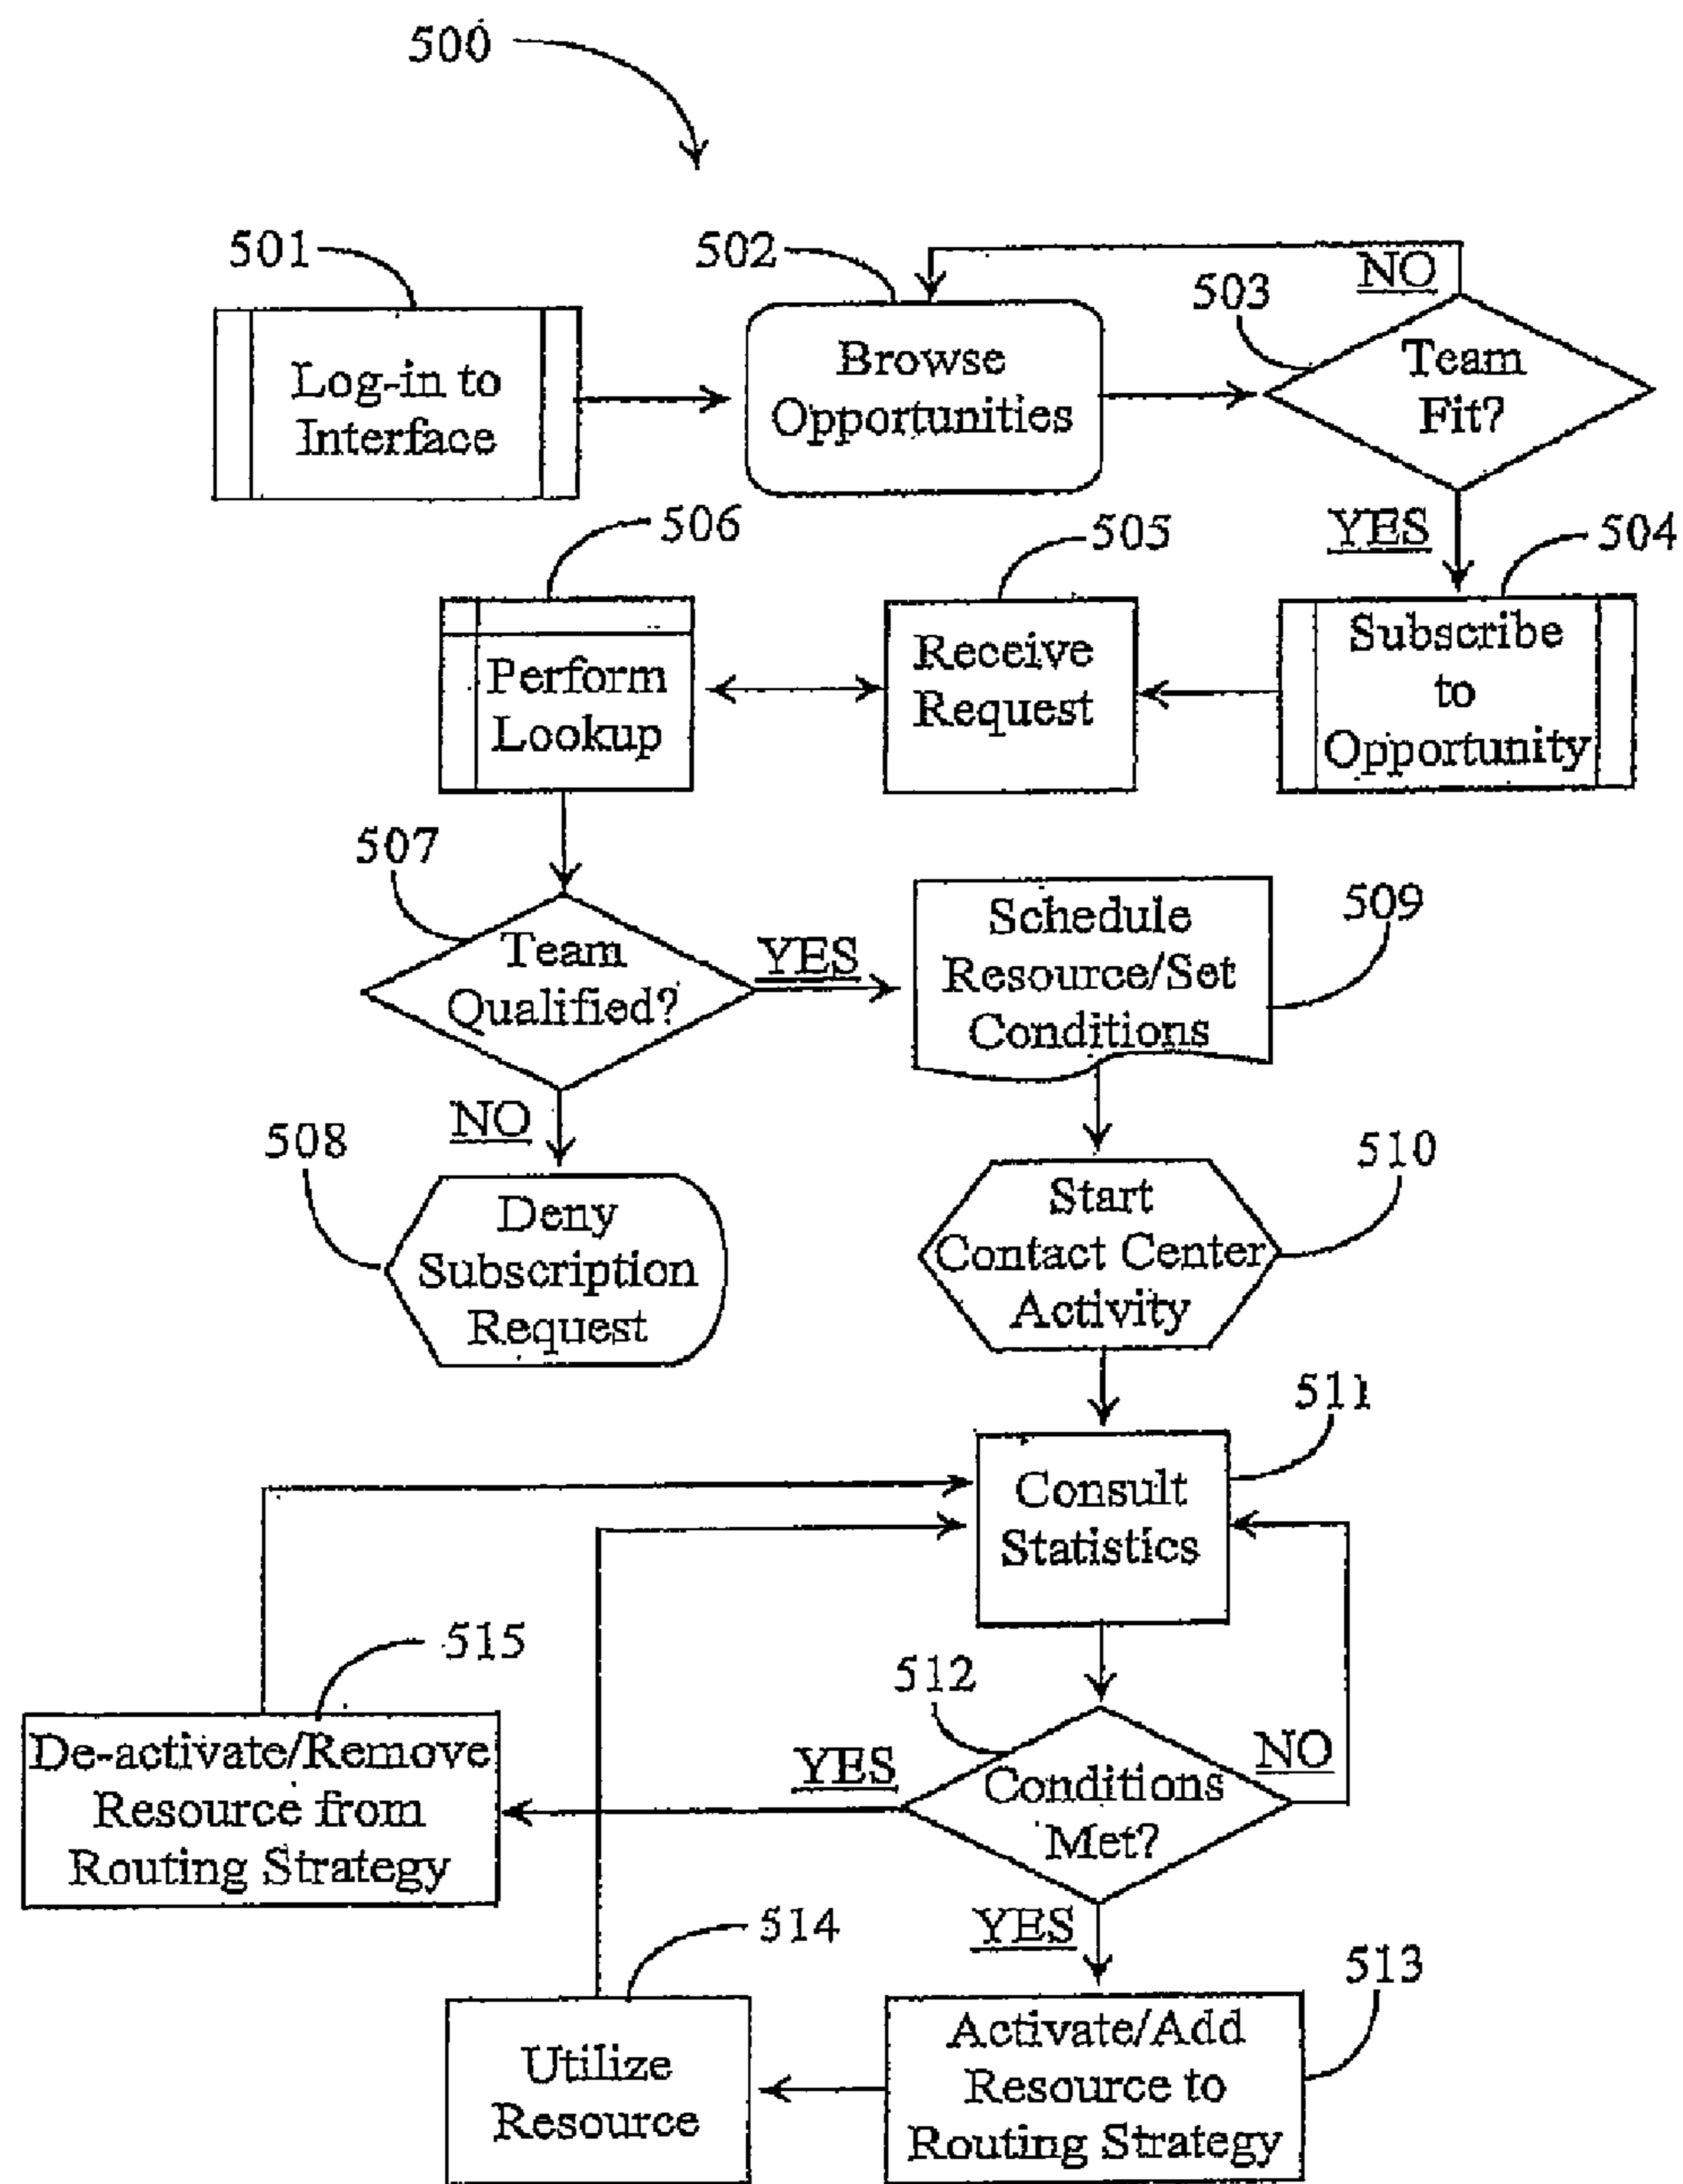 500
501
502
NO
503
Log-in to
Interface
Browse
Opportunities
Team
Fit?
506
505
YES
504
Perform
Lookup
Receive
Request
Subscribe
to
Opportunity
507
Team
Qualified?
YES
Schedule
Resource/Set
Conditions
509
NO
508
Deny
Subscription
Request
Start
Contact Center
Activity
510
511
Consult
Statistics
515
512
De-activate/Remove
Resource from
Routing Strategy
YES
Conditions
Met?
NO
YES
514
513
Utilize
Resource
Activate/Add
Resource to
Routing Strategy